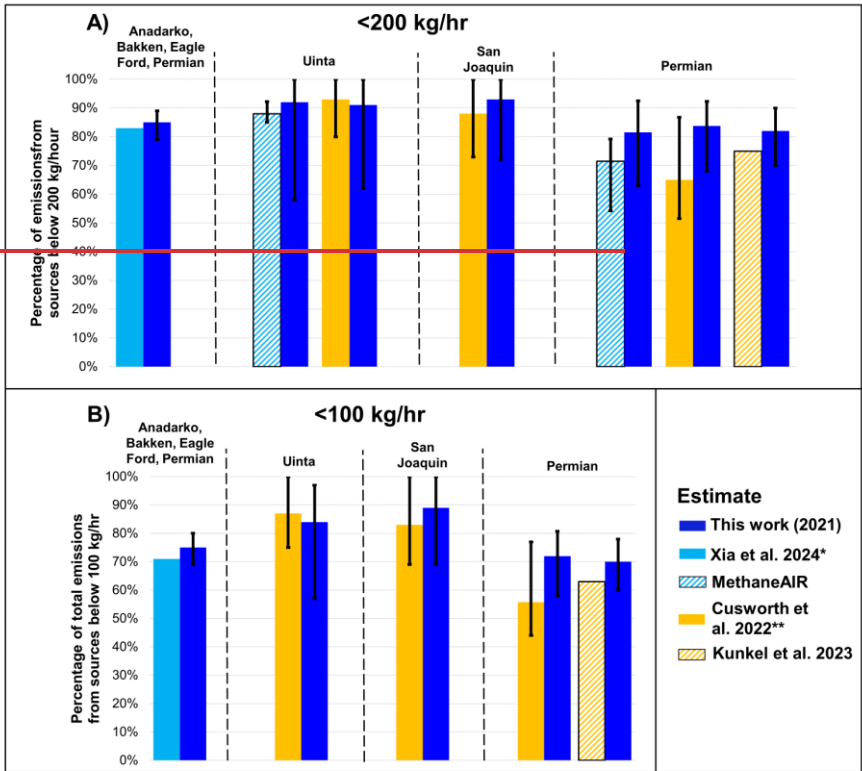 A)
<200 kg/hr
Anadarko,
Bakken, Eagle
Ford, Permian
Uinta
San
Joaquin
Permian
Percentage of emissionsfrom
sources below 200 kg/hour
100%
90%
80%
70%
60%
50%
40%
30%
20%
10%
0%
B)
<100 kg/hr
Anadarko,
Bakken, Eagle
Ford, Permian
Uinta
San
Joaquin
Permian
Percentage of total emissions
from sources below 100 kg/hr
100%
90%
80%
70%
60%
50%
40%
30%
20%
10%
0%
Estimate
This work (2021)
Xia et al. 2024*
MethaneAIR
Cusworth et
al. 2022**
Kunkel et al. 2023